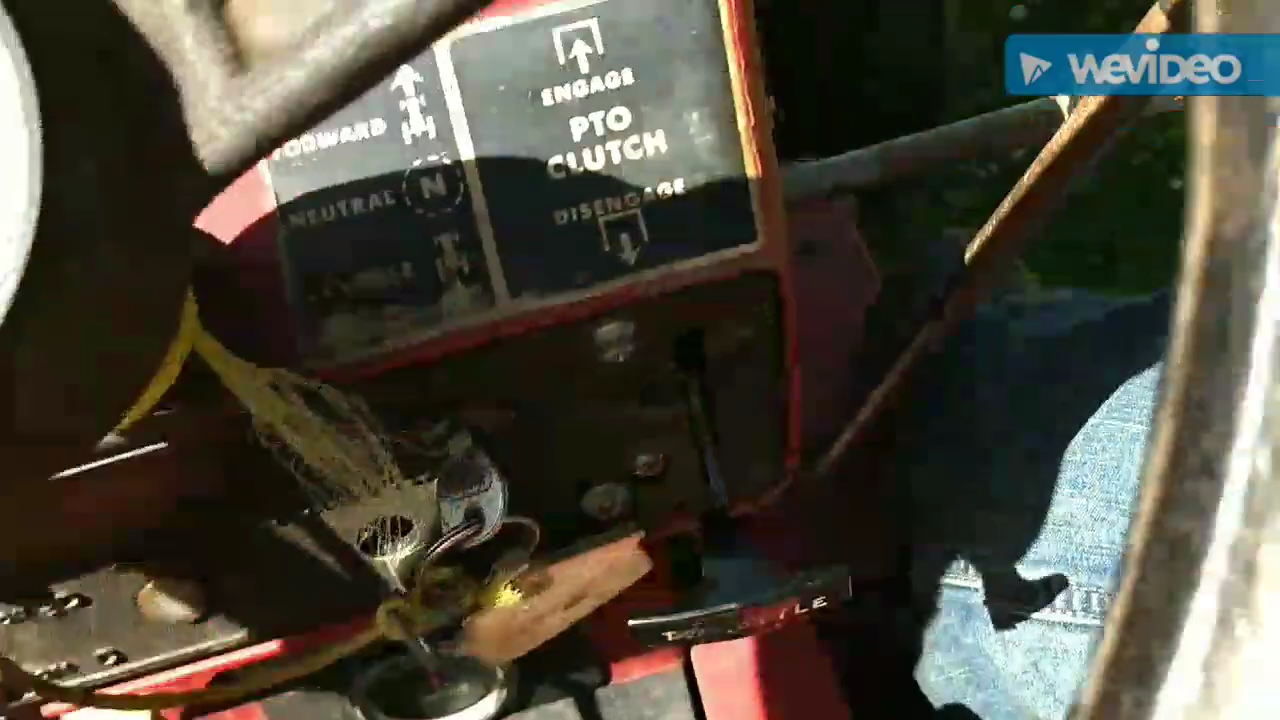 WEVIDEO
FORWARD
NEUTRAL N
ENGAGE
PTO
CLUTCH
DISENGAGE